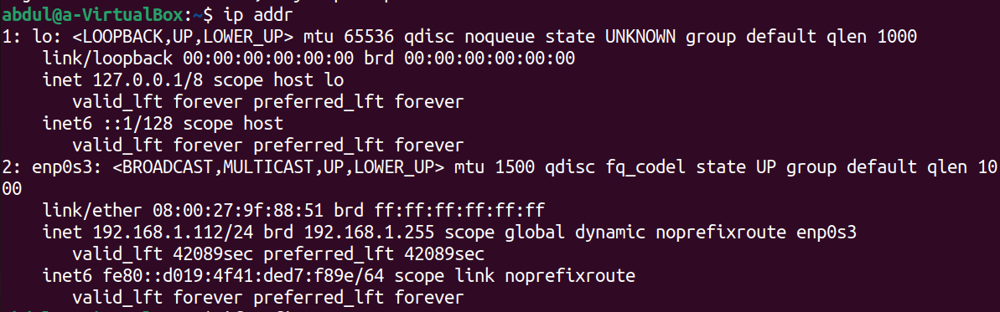 abdul@a-VirtualBox:~$ ip addr
1: lo: <LOOPBACK,UP,LOWER_UP> mtu 65536 qdisc noqueue state UNKNOWN group default qlen 1000
    link/loopback 00:00:00:00:00:00 brd 00:00:00:00:00:00
    inet 127.0.0.1/8 scope host lo
       valid_lft forever preferred_lft forever
    inet6 ::1/128 scope host
       valid_lft forever preferred_lft forever
2: enp0s3: <BROADCAST,MULTICAST,UP,LOWER_UP> mtu 1500 qdisc fq_codel state UP group default qlen 10
00
    link/ether 08:00:27:9f:88:51 brd ff:ff:ff:ff:ff:ff
    inet 192.168.1.112/24 brd 192.168.1.255 scope global dynamic noprefixroute enp0s3
       valid_lft 42089sec preferred_lft 42089sec
    inet6 fe80::d019:4f41:ded7:f89e/64 scope link noprefixroute
       valid_lft forever preferred_lft forever